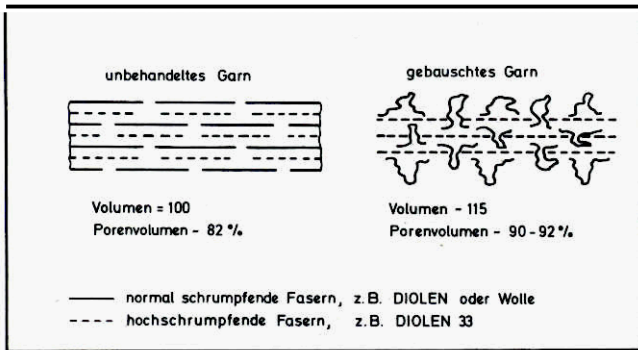 unbehandeltes Garn
gebauschtes Garn
Volumen = 100
Porenvolumen - 82 %
Volumen - 115
Porenvolumen - 90-92 %
normal schrumpfende Fasern, z.B. DIOLEN oder Wolle
hochschrumpfende Fasern, z.B. DIOLEN 33